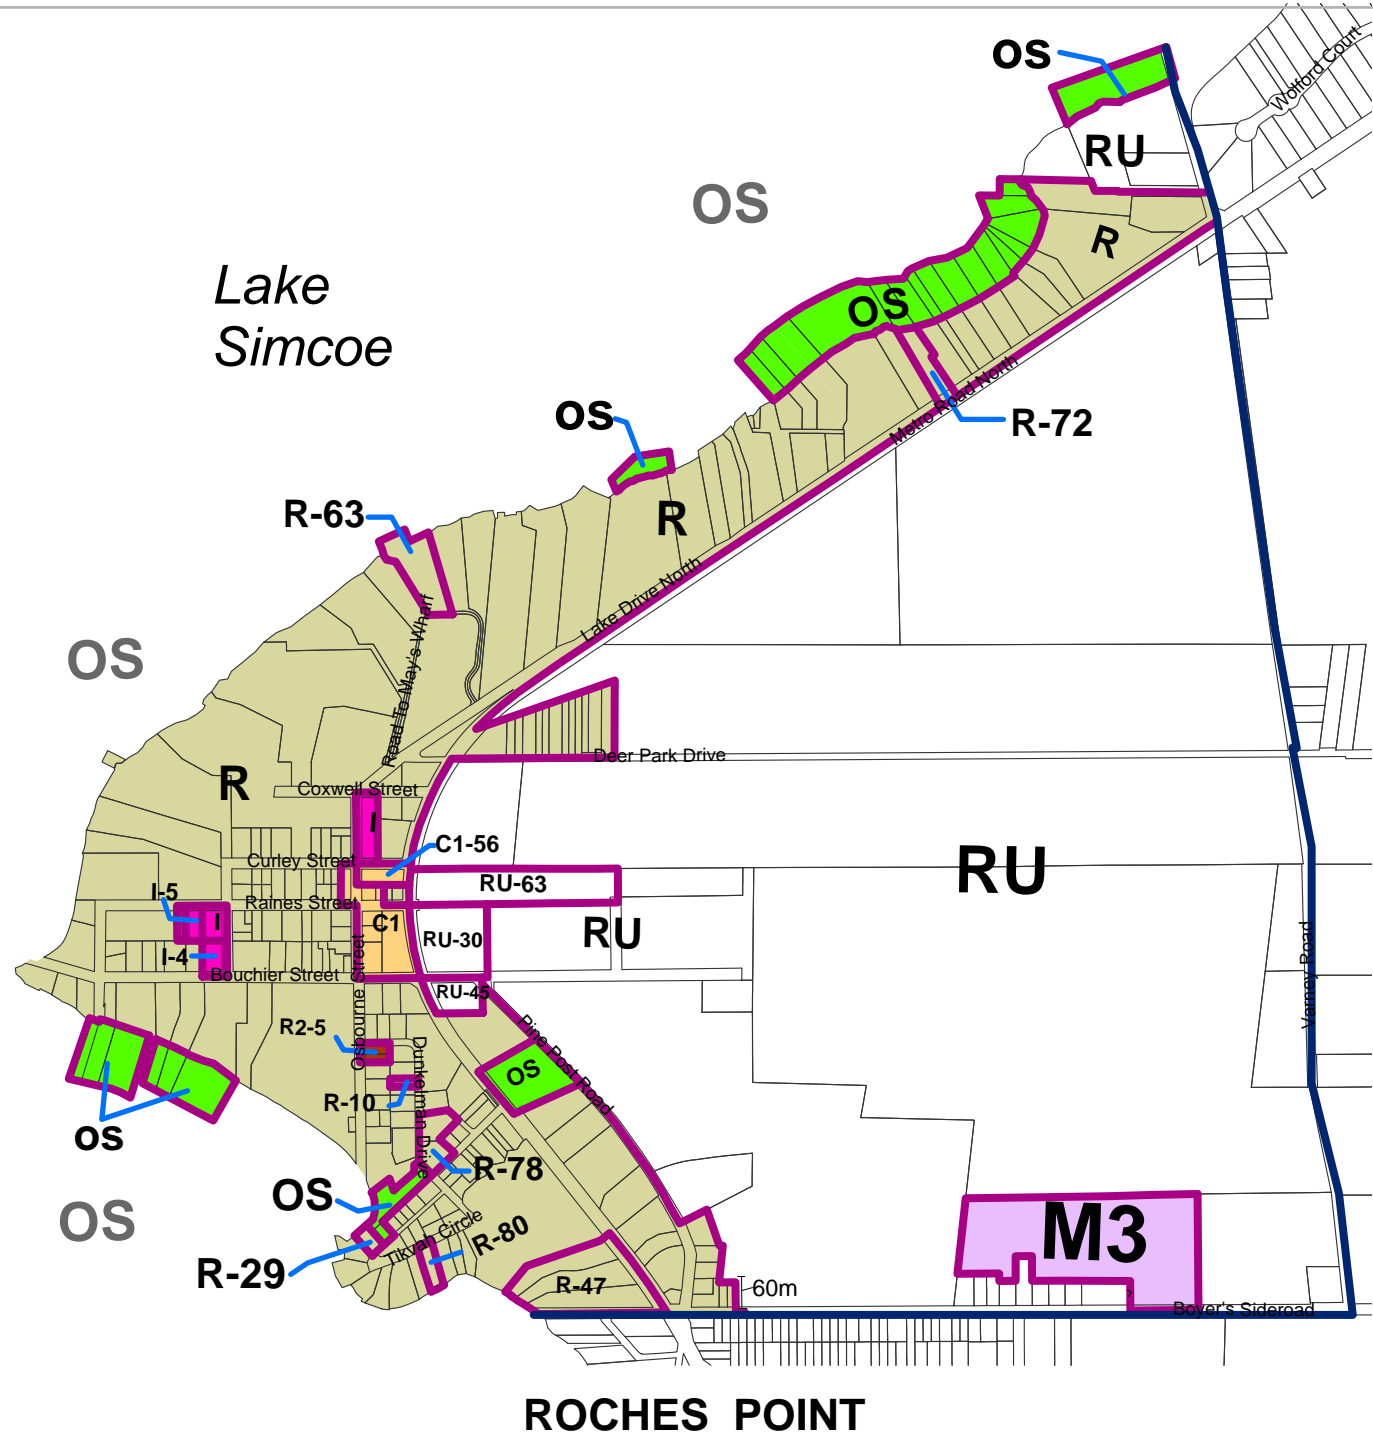 OS
Wolford Court
RU
OS
R
Lake
Simcoe
OS
Metro Road North
OS
R-72
R-63
R
Lake Drive North
Road To May's Wharf
OS
Deer Park Drive
R
Coxwell Street
I
C1-56
Curley Street
RU
RU-63
I-5
Raines Street
I
C1
RU-30
RU
I-4
Bouchier Street
Osbourne Street
RU-45
Varney Road
Pine Post Road
R2-5
Dunkelman Drive
OS
R-10
OS
R-78
OS
OS
Tikvah Circle
R-80
M3
R-29
R-47
60m
Boyer's Sideroad
ROCHES POINT